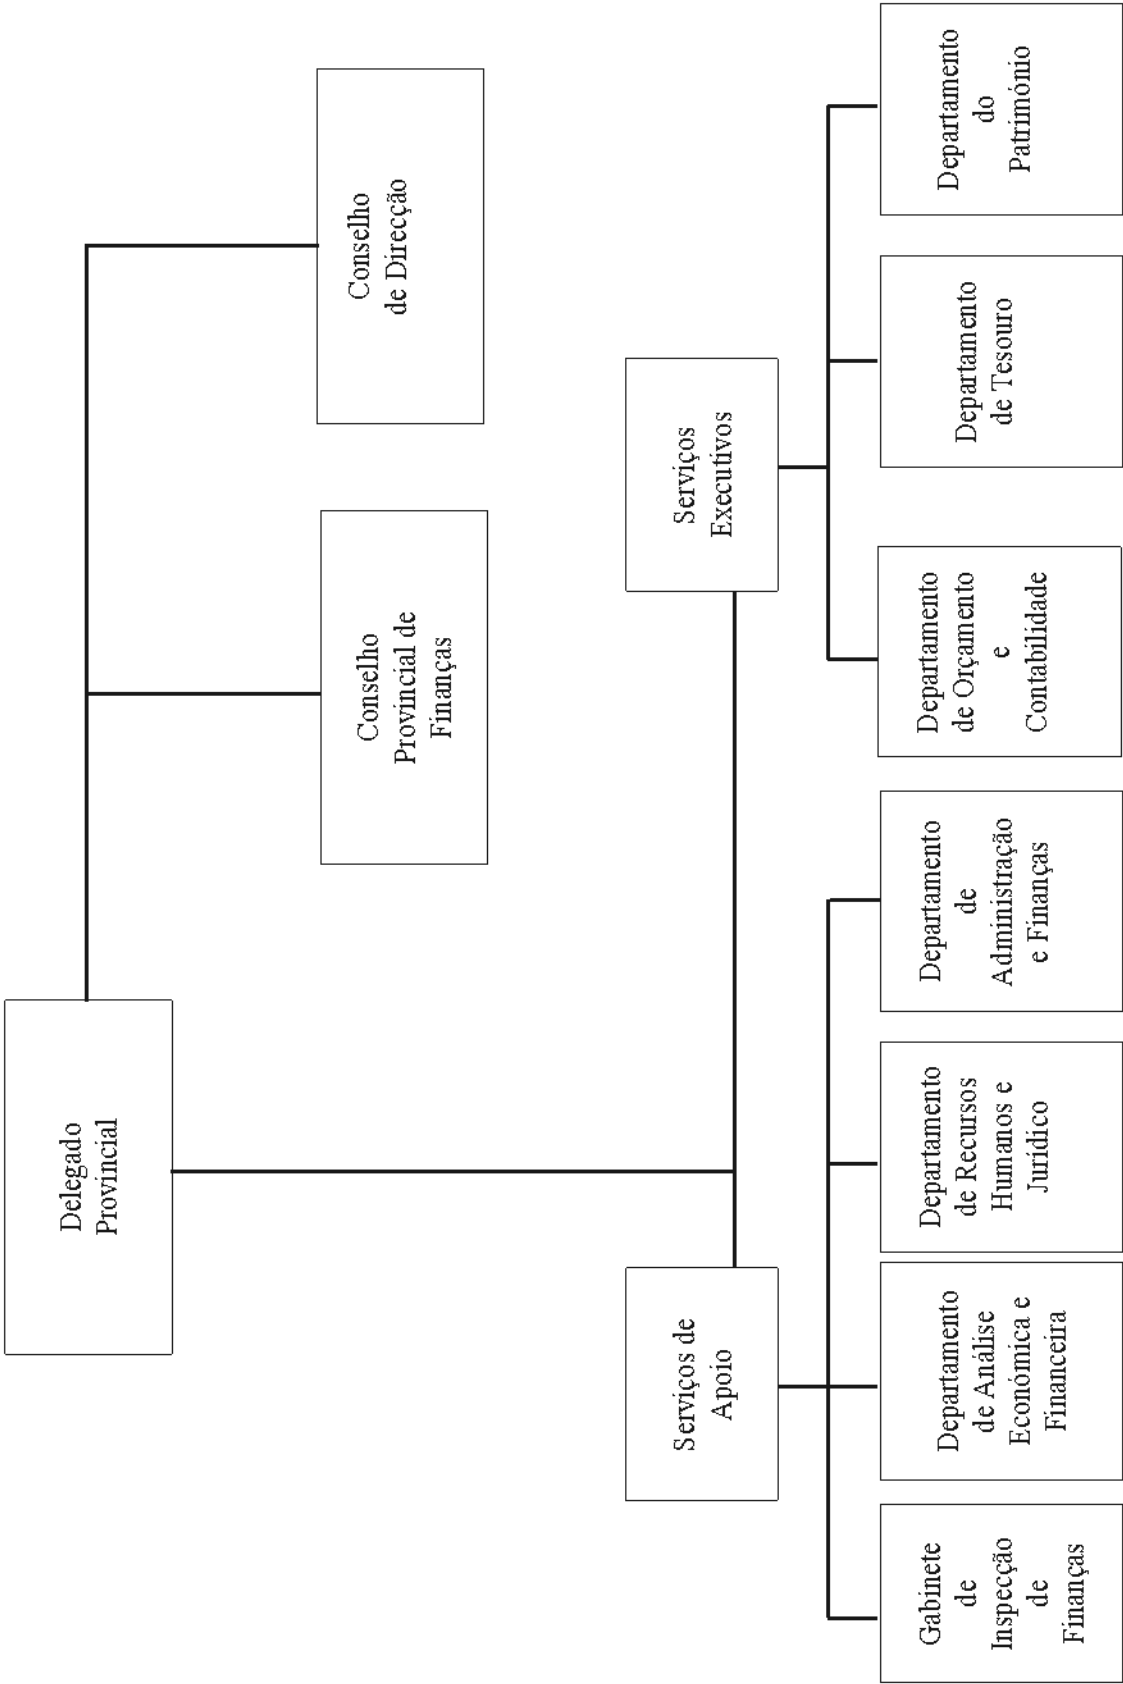 Delegado
Provincial
Conselho
Provincial de
Finanças
Conselho
de Direcção
Serviços de
Apoio
Serviços
Executivos
Gabinete
de
Inspecção
de
Finanças
Departamento
de Análise
Económica e
Financeira
Departamento
de Recursos
Humanos e
Jurídico
Departamento
de
Administração
e Finanças
Departamento
de Orçamento
e
Contabilidade
Departamento
de Tesouro
Departamento
do
Património